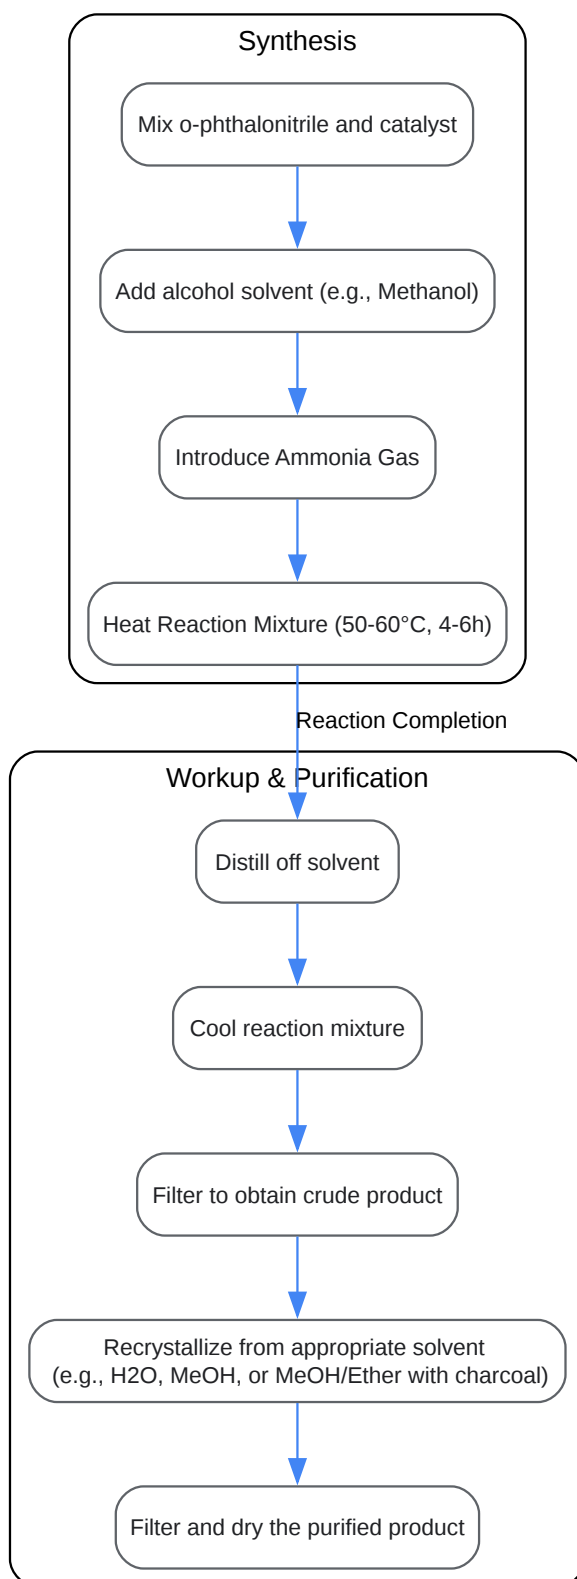 Synthesis
Mix o-phthalonitrile and catalyst
Add alcohol solvent (e.g., Methanol)
Introduce Ammonia Gas
Heat Reaction Mixture (50-60°C, 4-6h)
Reaction Completion
Workup & Purification
Distill off solvent
Cool reaction mixture
Filter to obtain crude product
Recrystallize from appropriate solvent
(e.g., H2O, MeOH, or MeOH/Ether with charcoal)
Filter and dry the purified product